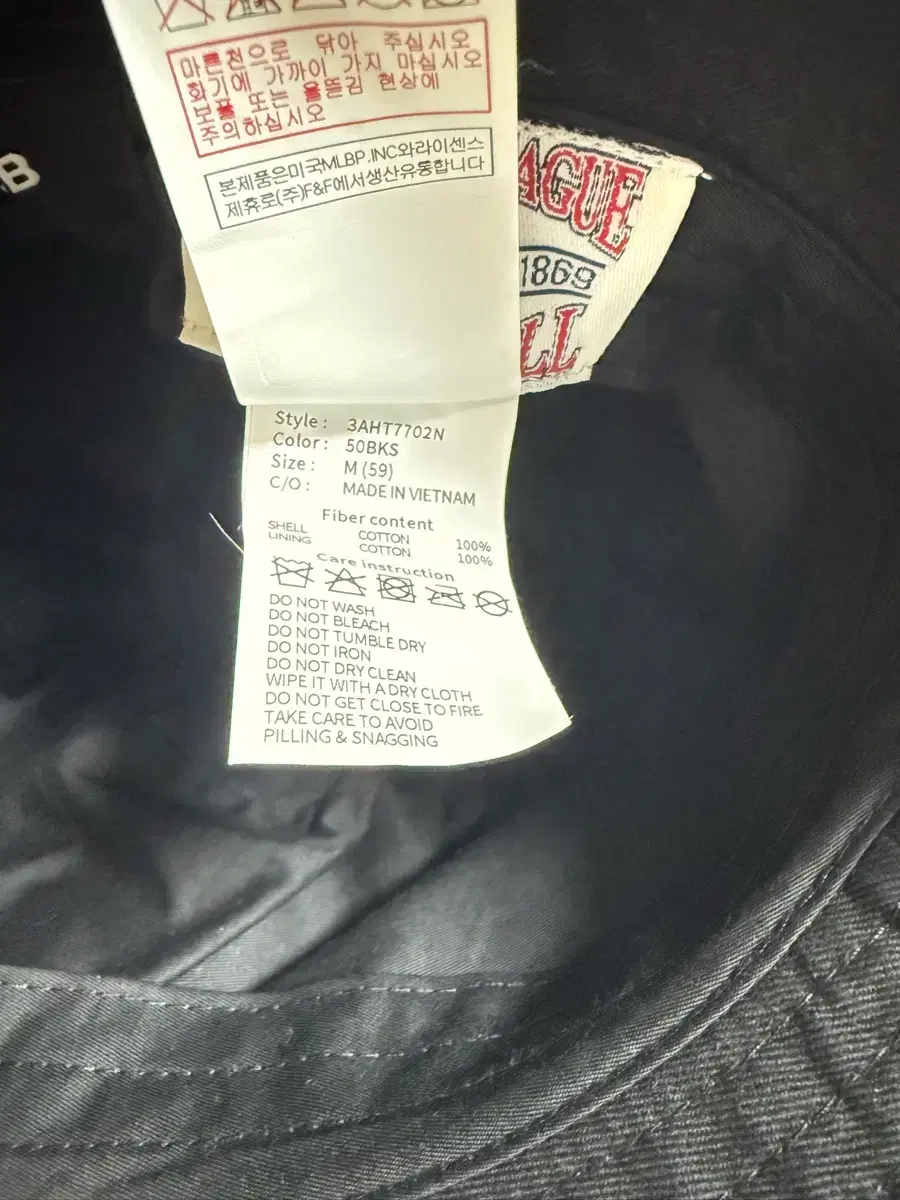 마른천으로 닦아 주십시오
화기에 가까이 가지 마십시오
보풀 또는 올뜯김 현상에
주의하십시오
본제품은미국MLBP.INC와라이센스
제휴로(주)F&F에서생산유통합니다
B
AGUE
1869
LL
Style : 3AHT7702N
Color : 50BKS
Size : M (59)
C/O : MADE IN VIETNAM
Fiber content
SHELL COTTON 100%
LINING COTTON 100%
Care instruction
DO NOT WASH
DO NOT BLEACH
DO NOT TUMBLE DRY
DO NOT IRON
DO NOT DRY CLEAN
WIPE IT WITH A DRY CLOTH
DO NOT GET CLOSE TO FIRE
TAKE CARE TO AVOID
PILLING & SNAGGING